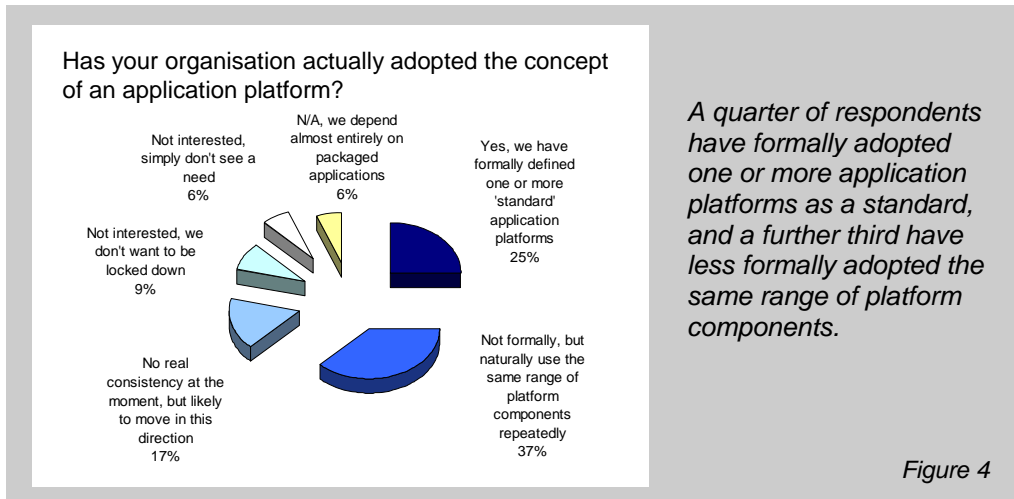 Has your organisation actually adopted the concept
of an application platform?
N/A, we depend
almost entirely on
packaged
applications
6%
Not interested,
simply don't see a
need
6%
Yes, we have
formally defined
one or more
'standard'
application
platforms
25%
Not interested, we
don't want to be
locked down
9%
No real
consistency at the
moment, but likely
to move in this
direction
17%
Not formally, but
naturally use the
same range of
platform
components
repeatedly
37%
A quarter of respondents
have formally adopted
one or more application
platforms as a standard,
and a further third have
less formally adopted the
same range of platform
components.
Figure 4